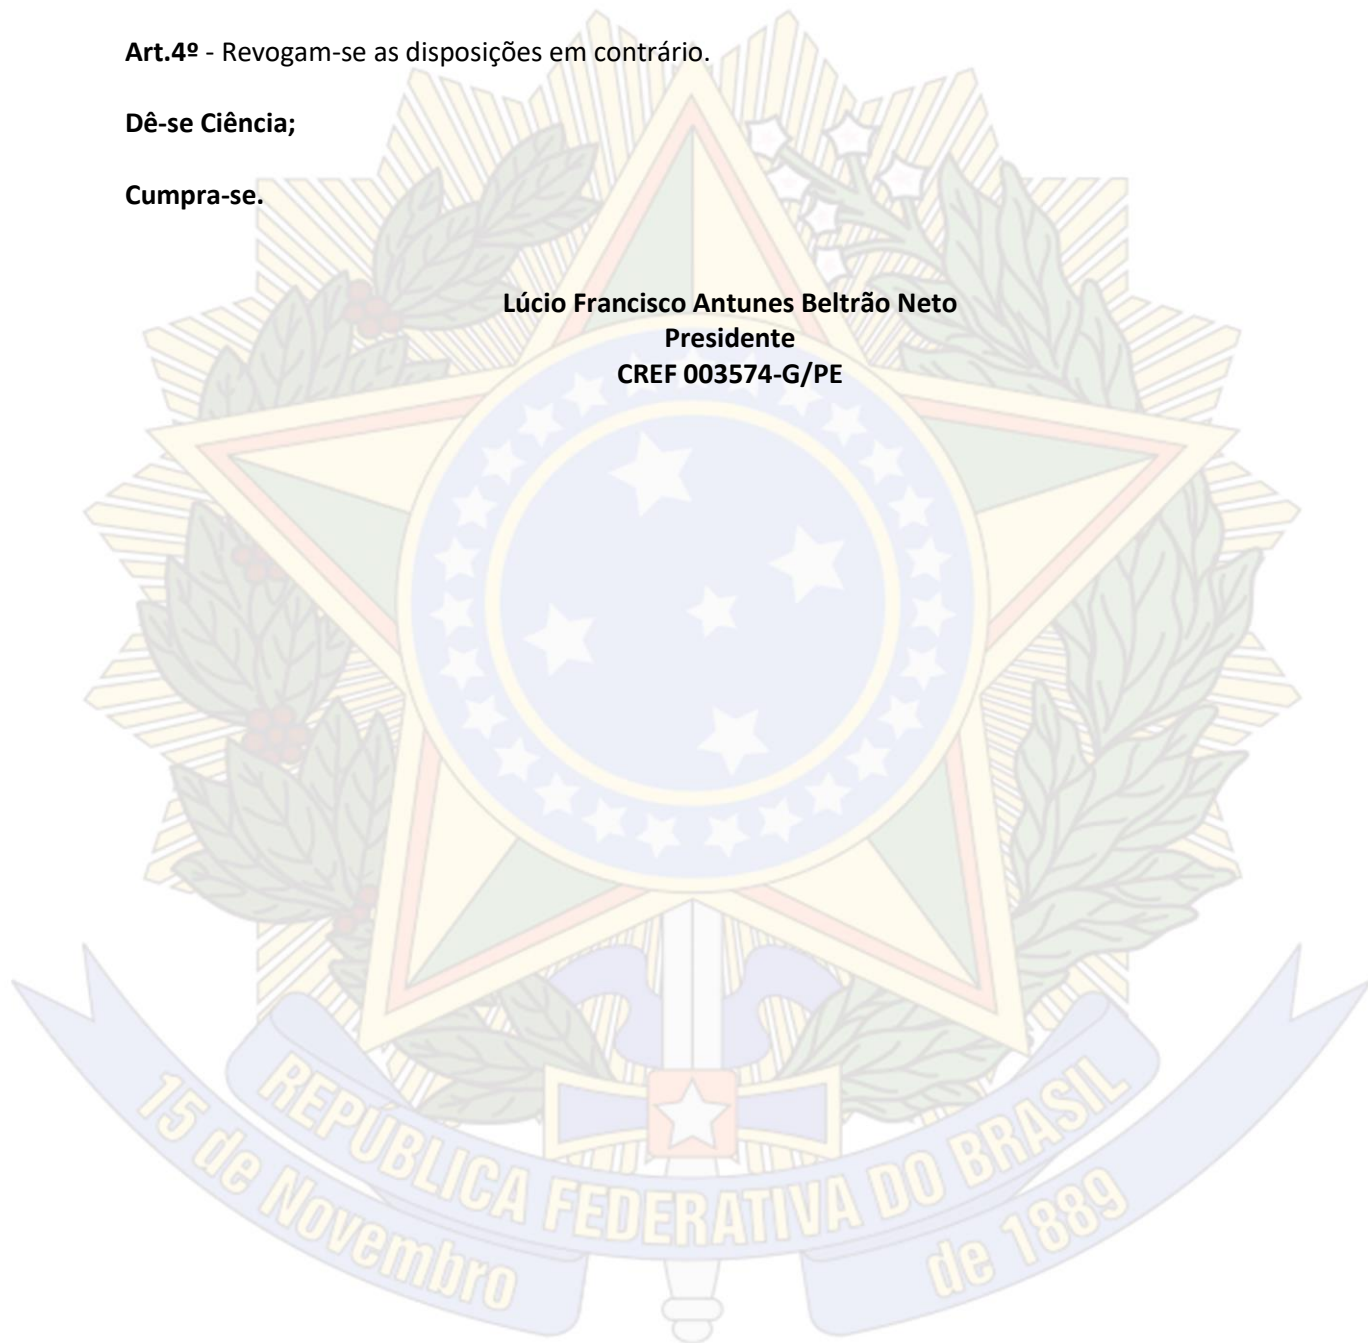 Art.4º - Revogam-se as disposições em contrário.
Dê-se Ciência;
Cumpra-se.
Lúcio Francisco Antunes Beltrão Neto
Presidente
CREF 003574-G/PE
REPÚBLICA FEDERATIVA DO BRASIL
15 de Novembro de 1889